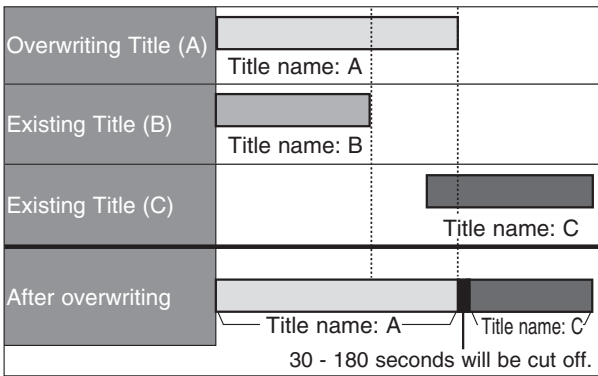 Overwriting Title (A)
Title name: A
Existing Title (B)
Title name: B
Existing Title (C)
Title name: C
After overwriting
Title name: A
Title name: C
30 - 180 seconds will be cut off.